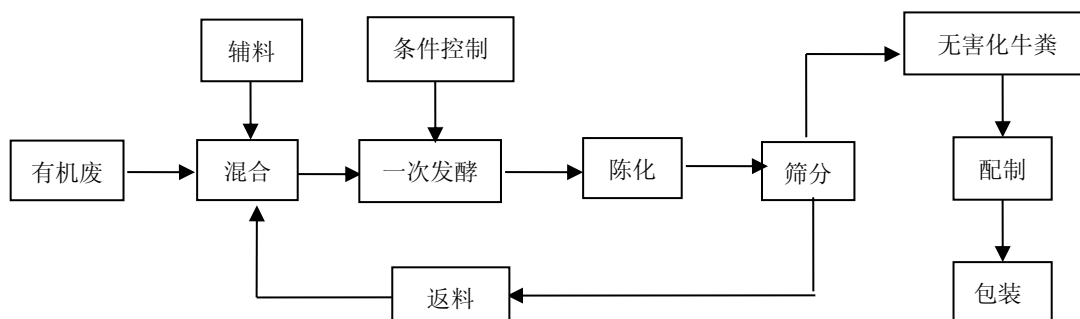 辅料
条件控制
无害化牛粪
有机废
混合
一次发酵
陈化
筛分
配制
返料
包装